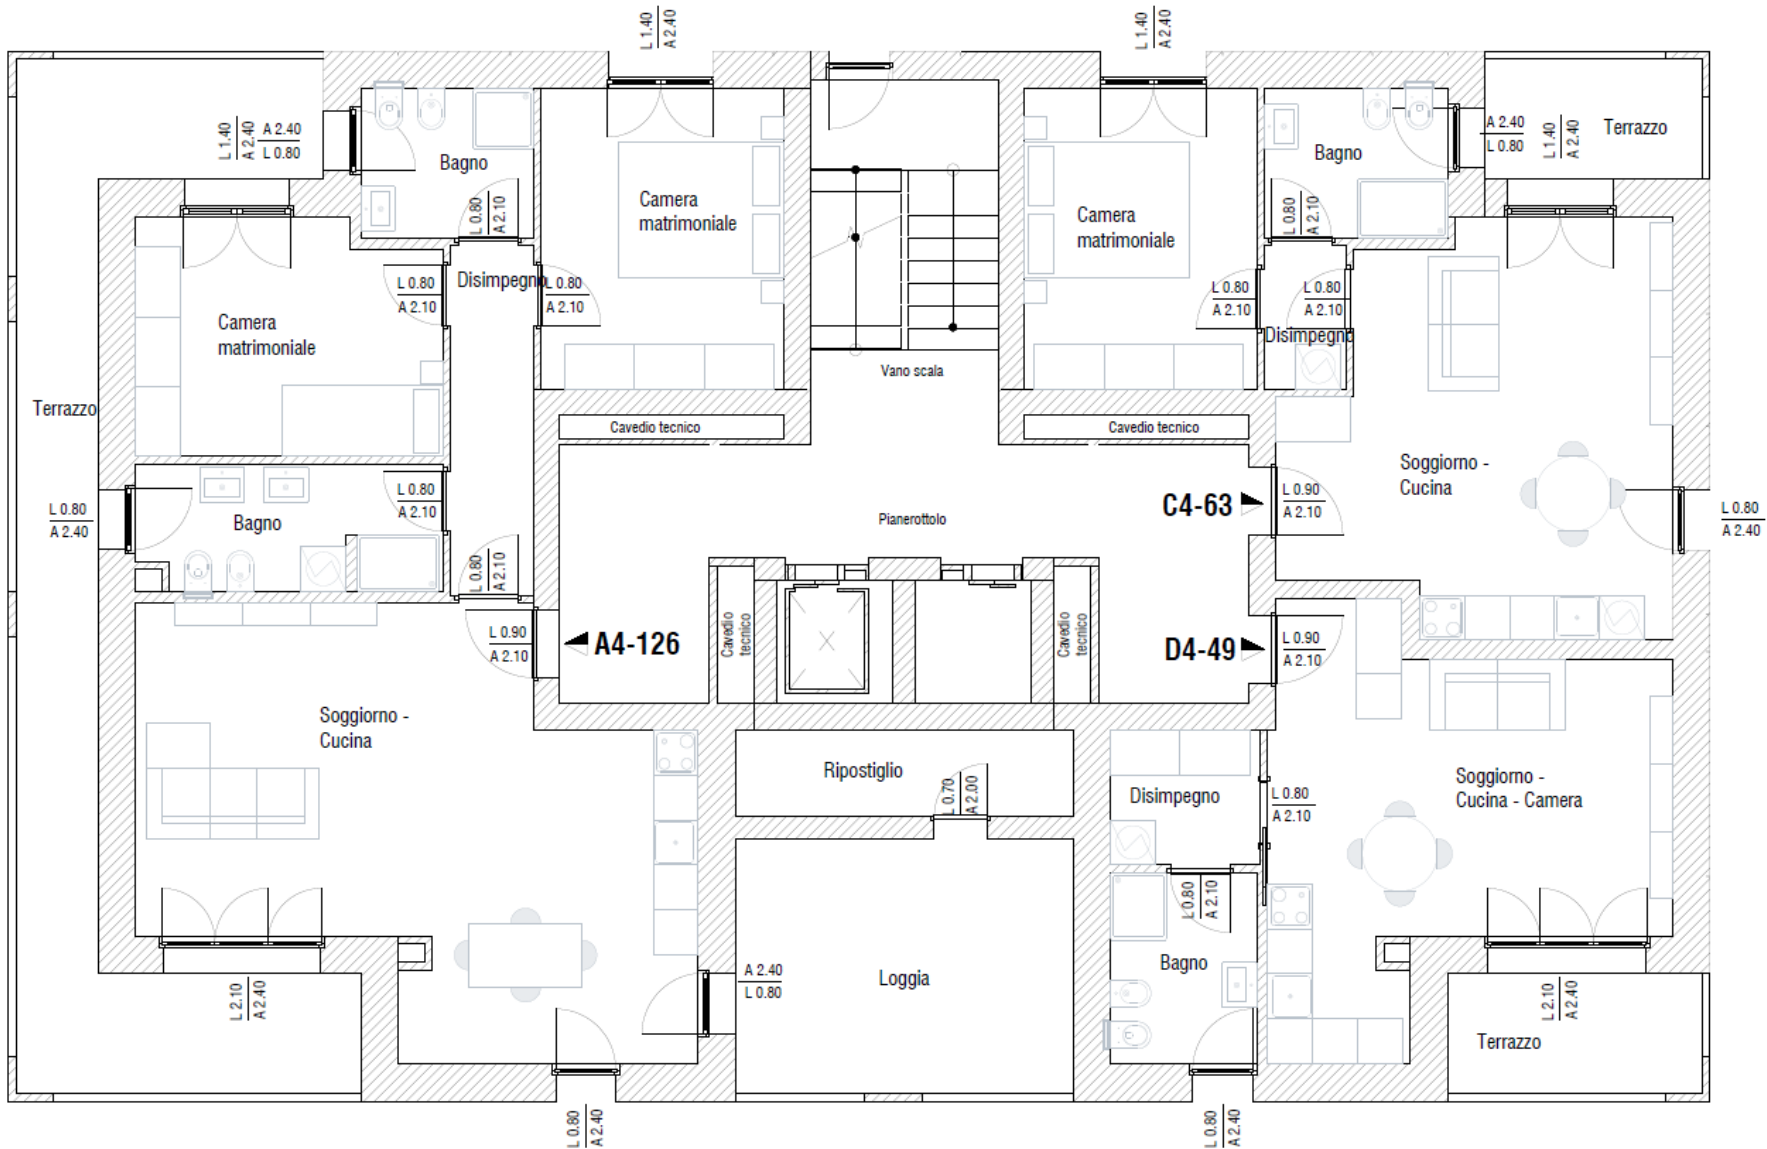 L 1.40
A 2.40
L 1.40
A 2.40
L 1.40
A 2.40
A 2.40
L 0.80
Bagno
L 0.80
A 2.10
Camera
matrimoniale
Camera
matrimoniale
Bagno
L 0.80
A 2.10
A 2.40
L 0.80
L 1.40
A 2.40
Terrazzo
Disimpegno
L 0.80
A 2.10
L 0.80
A 2.10
L 0.80
A 2.10
L 0.80
A 2.10
Disimpegno
Camera
matrimoniale
Vano scala
Terrazzo
Cavedio tecnico
Cavedio tecnico
Soggiorno -
Cucina
L 0.80
A 2.40
Bagno
L 0.80
A 2.10
Pianerottolo
C4-63
L 0.90
A 2.10
L 0.80
A 2.40
L 0.80
A 2.10
L 0.90
A 2.10
A4-126
Cavedio
tecnico
Cavedio
tecnico
D4-49
L 0.90
A 2.10
Soggiorno -
Cucina
Ripostiglio
L 0.70
A 2.00
Disimpegno
L 0.80
A 2.10
Soggiorno -
Cucina - Camera
L 0.80
A 2.10
L 2.10
A 2.40
A 2.40
L 0.80
Loggia
Bagno
L 2.10
A 2.40
Terrazzo
L 0.80
A 2.40
L 0.80
A 2.40